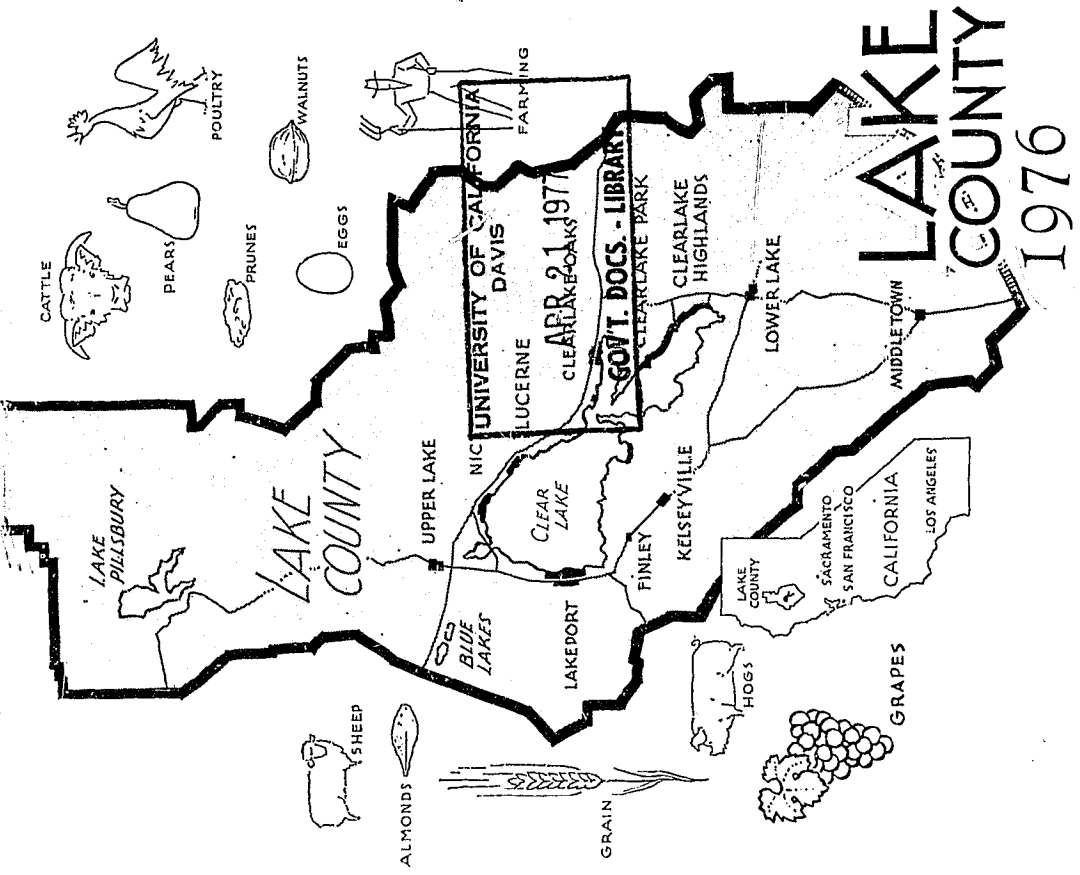 CATTLE
POULTRY
PEARS
WALNUTS
PRUNES
EGGS
FARMING
LAKE
PILLSBURY
LAKE
COUNTY
UPPER LAKE
NIC
LUCERNE
UNIVERSITY OF CALIFORNIA
DAVIS
APR 21 1977
GOV'T. DOCS. - LIBRARY
CLEARLAKE OAKS
CLEARLAKE PARK
CLEARLAKE
HIGHLANDS
BLUE
LAKES
CLEAR
LAKE
LAKEPORT
FINLEY
KELSEYVILLE
LOWER LAKE
MIDDLETOWN
SHEEP
ALMONDS
GRAIN
HOGS
GRAPES
LAKE
COUNTY
SACRAMENTO
SAN FRANCISCO
CALIFORNIA
LOS ANGELES
LAKE
COUNTY
1976